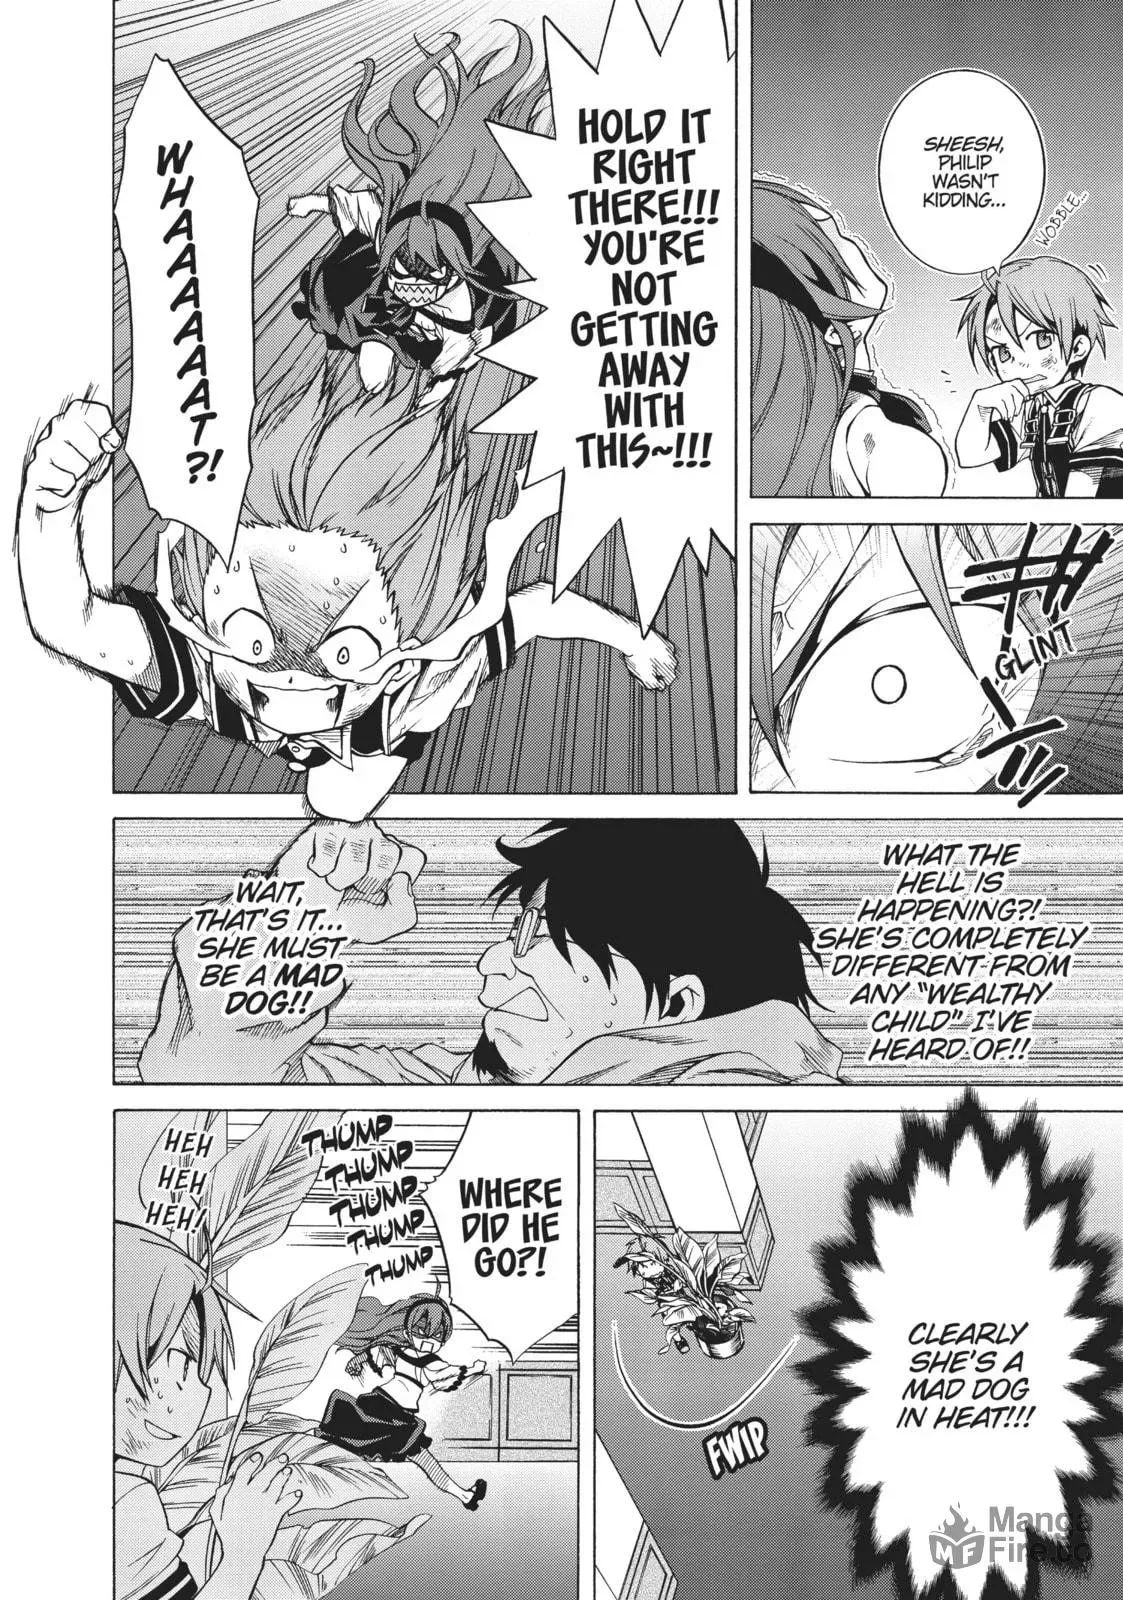 SHEESH,
PHILIP
WASN'T
KIDDING...
WOBBLE...
GLINT
HOLD IT
RIGHT
THERE!!!
YOU'RE
NOT
GETTING
AWAY
WITH
THIS~!!!
WHAAAAAAT?!
WHAT THE
HELL IS
HAPPENING?!
SHE'S COMPLETELY
DIFFERENT FROM
ANY "WEALTHY
CHILD" I'VE
HEARD OF!!
WAIT,
THAT'S IT...
SHE MUST
BE A MAD
DOG!!
CLEARLY
SHE'S A
MAD DOG
IN HEAT!!!
FWIP
WHERE
DID HE
GO?!
THUMP
THUMP
THUMP
THUMP
THUMP
HEH
HEH
HEH!
Manga
Fire.co
MF